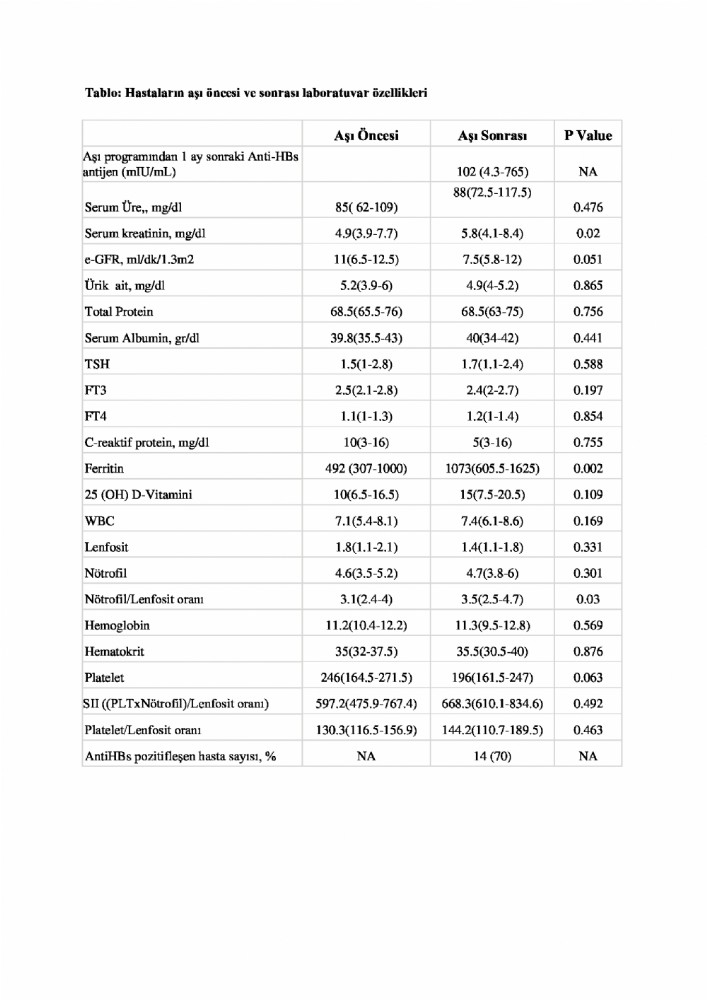 Tablo: Hastaların aşı öncesi ve sonrası laboratuvar özellikleri
Aşı Öncesi Aşı Sonrası P Value
Aşı programından 1 ay sonraki Anti-HBs
antijen (mIU/mL) 102 (4.3-765) NA
88(72.5-117.5)
Serum Üre,, mg/dl 85( 62-109) 0.476
Serum kreatinin, mg/dl 4.9(3.9-7.7) 5.8(4.1-8.4) 0.02
e-GFR, ml/dk/1.3m2 11(6.5-12.5) 7.5(5.8-12) 0.051
Ürik ait, mg/dl 5.2(3.9-6) 4.9(4-5.2) 0.865
Total Protein 68.5(65.5-76) 68.5(63-75) 0.756
Serum Albumin, gr/dl 39.8(35.5-43) 40(34-42) 0.441
TSH 1.5(1-2.8) 1.7(1.1-2.4) 0.588
FT3 2.5(2.1-2.8) 2.4(2-2.7) 0.197
FT4 1.1(1-1.3) 1.2(1-1.4) 0.854
C-reaktif protein, mg/dl 10(3-16) 5(3-16) 0.755
Ferritin 492 (307-1000) 1073(605.5-1625) 0.002
25 (OH) D-Vitamini 10(6.5-16.5) 15(7.5-20.5) 0.109
WBC 7.1(5.4-8.1) 7.4(6.1-8.6) 0.169
Lenfosit 1.8(1.1-2.1) 1.4(1.1-1.8) 0.331
Nötrofil 4.6(3.5-5.2) 4.7(3.8-6) 0.301
Nötrofil/Lenfosit oranı 3.1(2.4-4) 3.5(2.5-4.7) 0.03
Hemoglobin 11.2(10.4-12.2) 11.3(9.5-12.8) 0.569
Hematokrit 35(32-37.5) 35.5(30.5-40) 0.876
Platelet 246(164.5-271.5) 196(161.5-247) 0.063
SII ((PLTxNötrofil)/Lenfosit oranı) 597.2(475.9-767.4) 668.3(610.1-834.6) 0.492
Platelet/Lenfosit oranı 130.3(116.5-156.9) 144.2(110.7-189.5) 0.463
AntiHBs pozitifleşen hasta sayısı, % NA 14 (70) NA